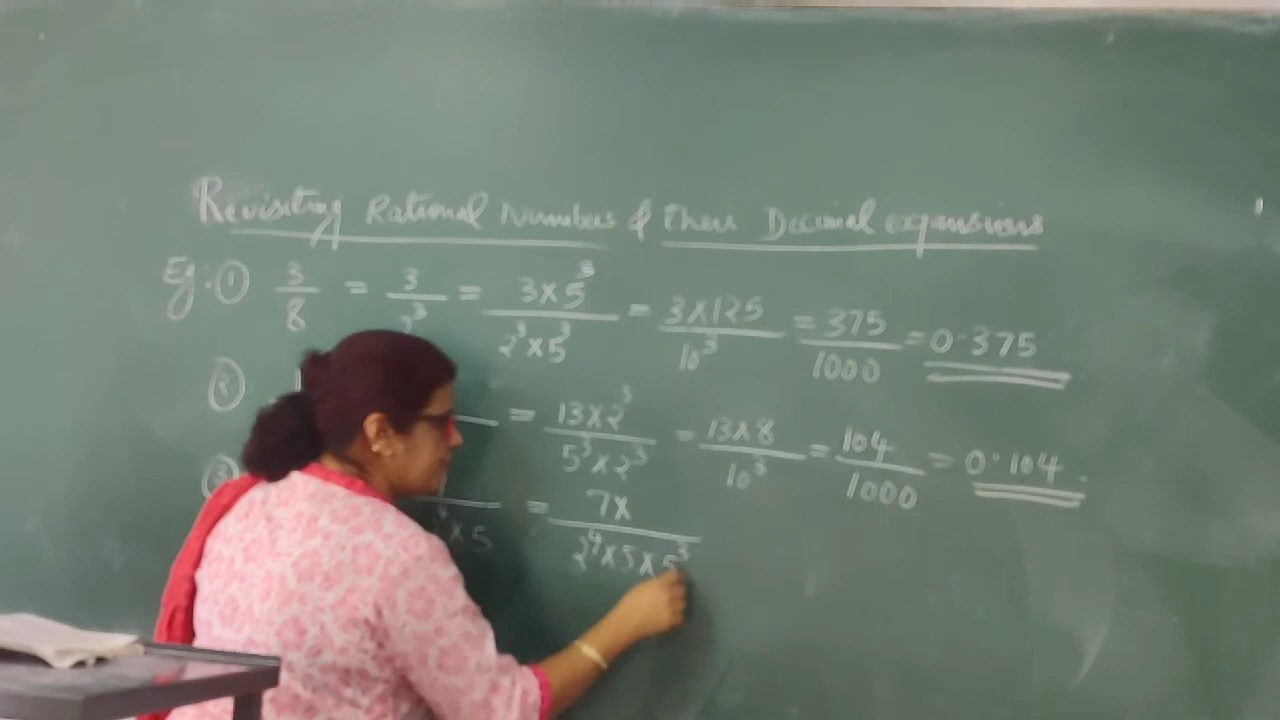 Revisiting Rational Numbers & their Decimal expansions
Eg: ① 3/8 = 3/2³ = 3×5³/2³×5³ = 3×125/10³ = 375/1000 = 0.375
② = 13×2³/5³×2³ = 13×8/10³ = 104/1000 = 0.104.
③ ×5 = 7×/2⁴×5×5³